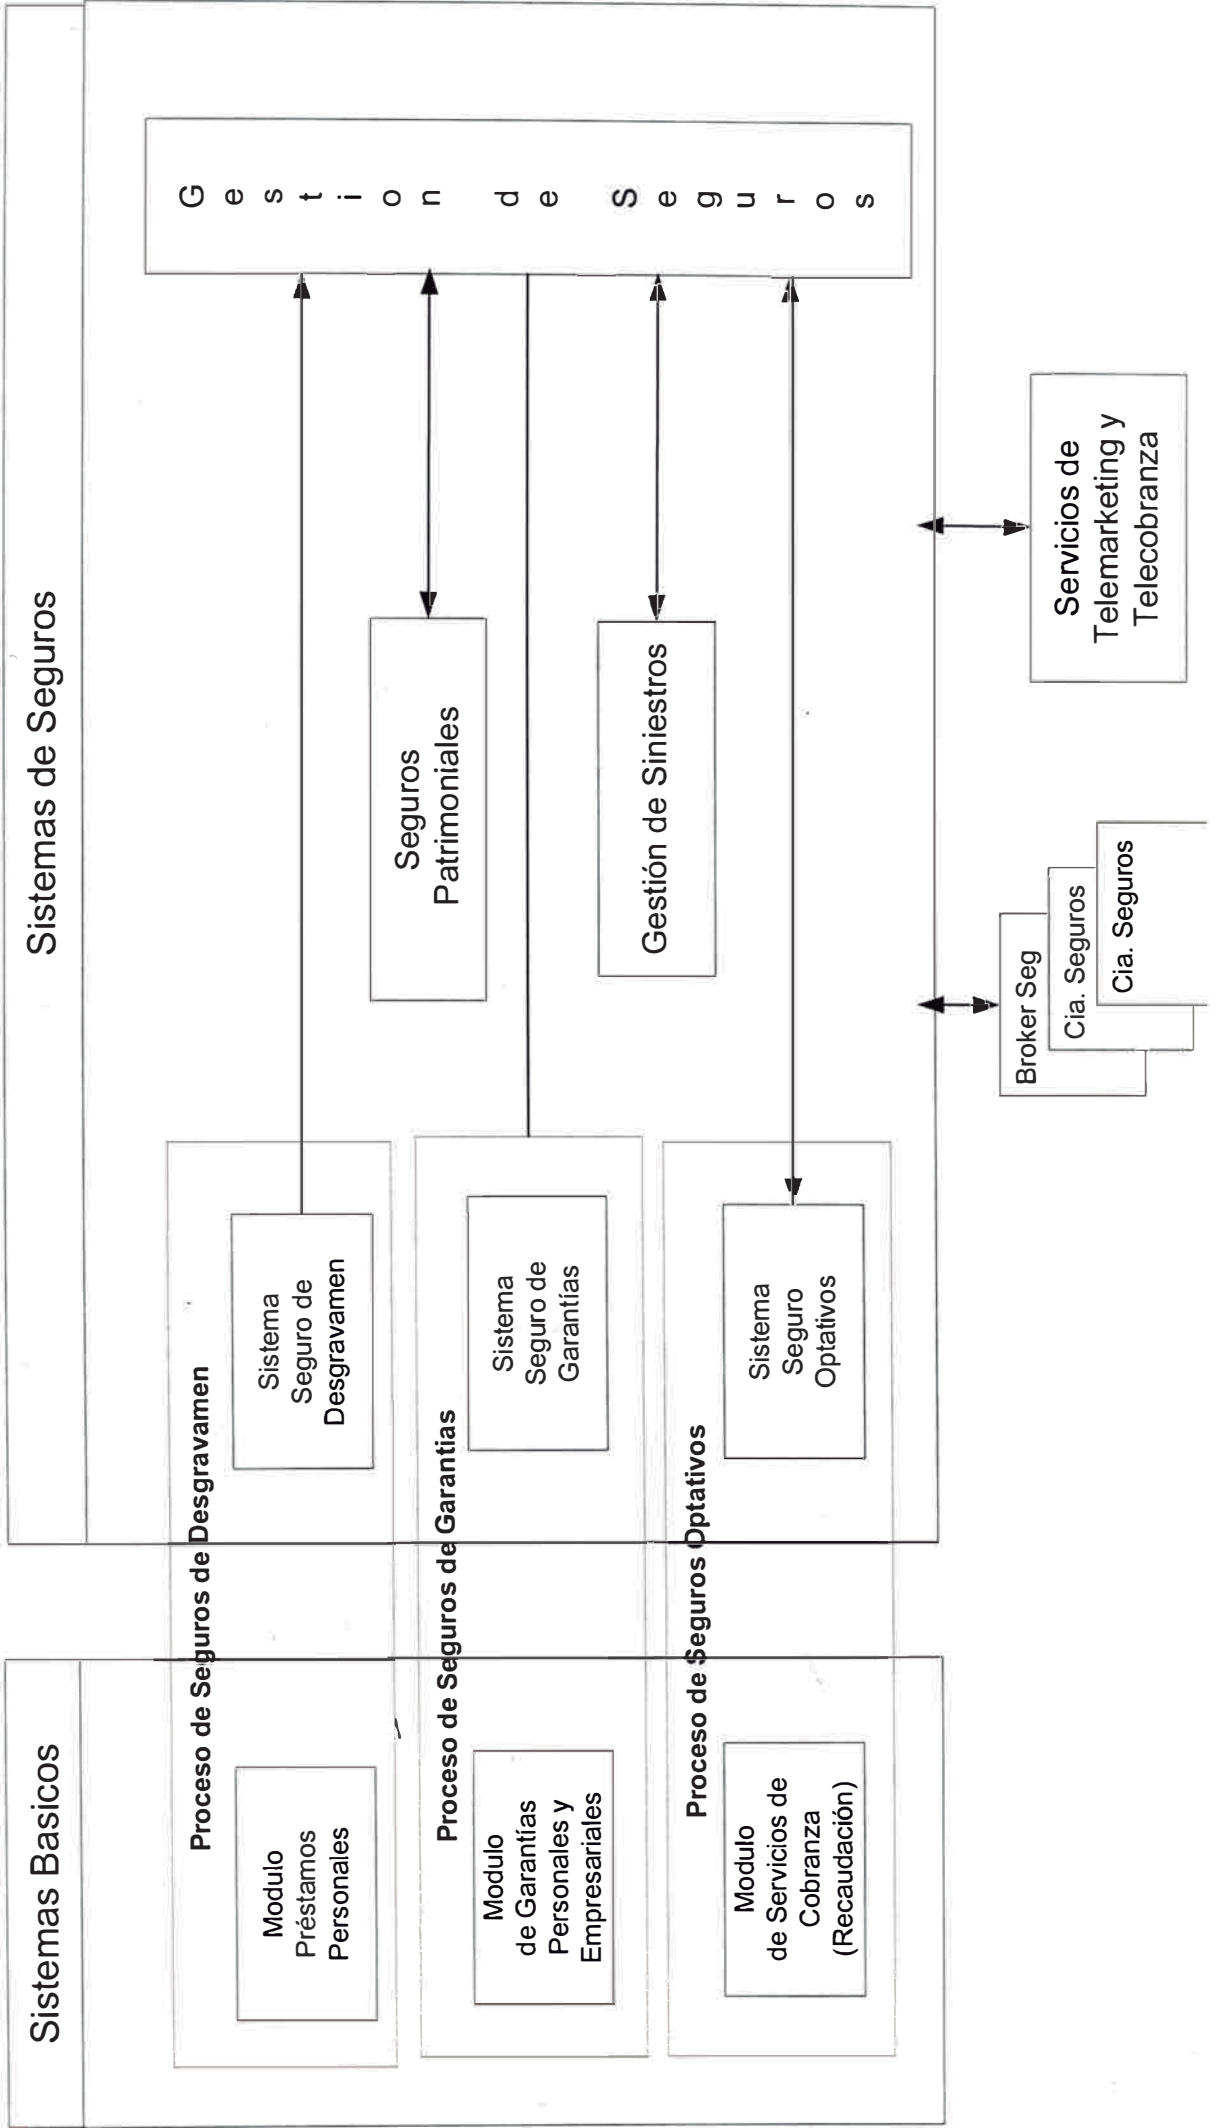 Sistemas Basicos
Sistemas de Seguros
Proceso de Seguros de Desgravamen
Modulo
Préstamos
Personales
Sistema
Seguro de
Desgravamen
Proceso de Seguros de Garantias
Modulo
de Garantías
Personales y
Empresariales
Sistema
Seguro de
Garantías
Proceso de Seguros Optativos
Modulo
de Servicios de
Cobranza
(Recaudación)
Sistema
Seguro
Optativos
Seguros
Patrimoniales
Gestión de Siniestros
Gestion de Seguros
Broker Seg
Cia. Seguros
Cia. Seguros
Servicios de
Telemarketing y
Telecobranza